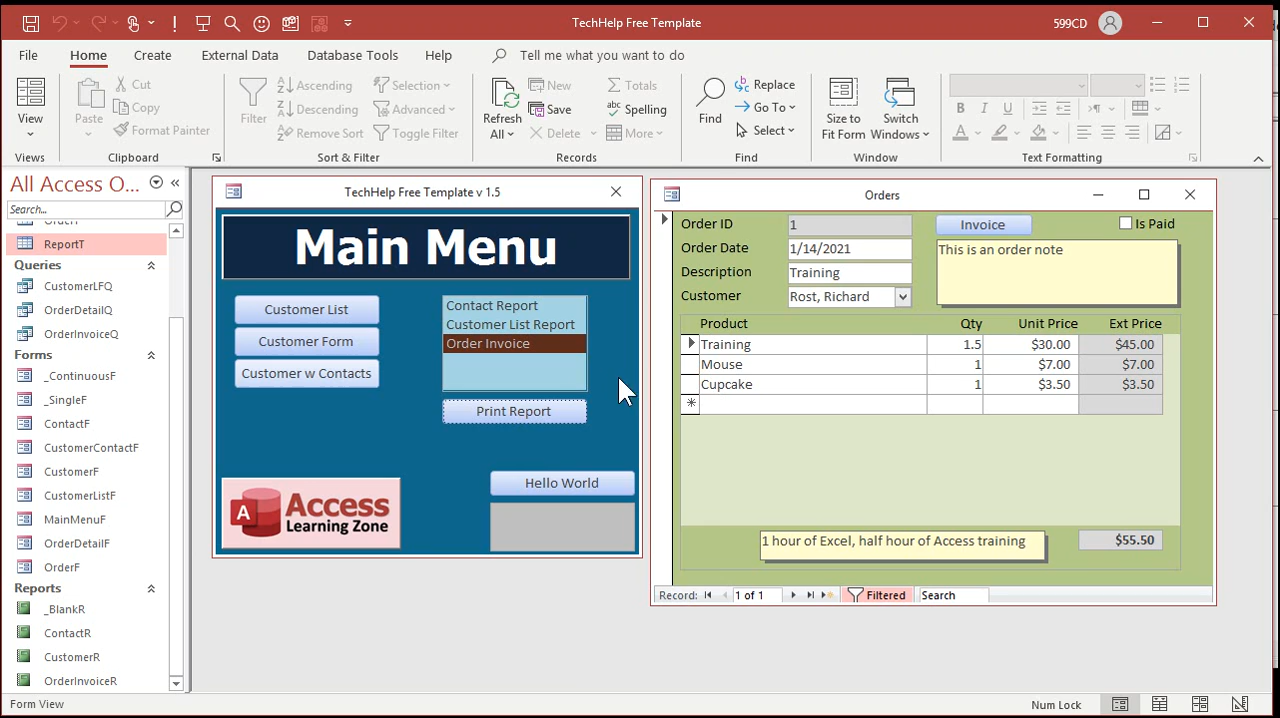 TechHelp Free Template
599CD
File Home Create External Data Database Tools Help Tell me what you want to do
View
Views
Paste
Cut
Copy
Format Painter
Clipboard
Filter
Ascending
Descending
Remove Sort
Selection
Advanced
Toggle Filter
Sort & Filter
Refresh
All
New
Save
Delete
Totals
Spelling
More
Records
Find
Replace
Go To
Select
Find
Size to
Fit Form
Switch
Windows
Window
B I U
A
Text Formatting
All Access O...
Search...
ReportT
Queries
CustomerLFQ
OrderDetailQ
OrderInvoiceQ
Forms
_ContinuousF
_SingleF
ContactF
CustomerContactF
CustomerF
CustomerListF
MainMenuF
OrderDetailF
OrderF
Reports
_BlankR
ContactR
CustomerR
OrderInvoiceR
TechHelp Free Template v 1.5
Main Menu
Customer List
Customer Form
Customer w Contacts
Contact Report
Customer List Report
Order Invoice
Print Report
Hello World
A Access
Learning Zone
Orders
Order ID 1 Invoice Is Paid
Order Date 1/14/2021 This is an order note
Description Training
Customer Rost, Richard
Product Qty Unit Price Ext Price
Training 1.5 $30.00 $45.00
Mouse 1 $7.00 $7.00
Cupcake 1 $3.50 $3.50
1 hour of Excel, half hour of Access training $55.50
Record: 1 of 1 Filtered Search
Form View
Num Lock